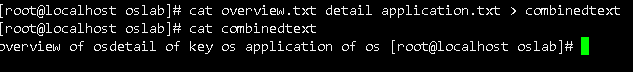 [root@localhost oslab]# cat overview.txt detail application.txt > combinedtext
[root@localhost oslab]# cat combinedtext
overview of osdetail of key os application of os [root@localhost oslab]#